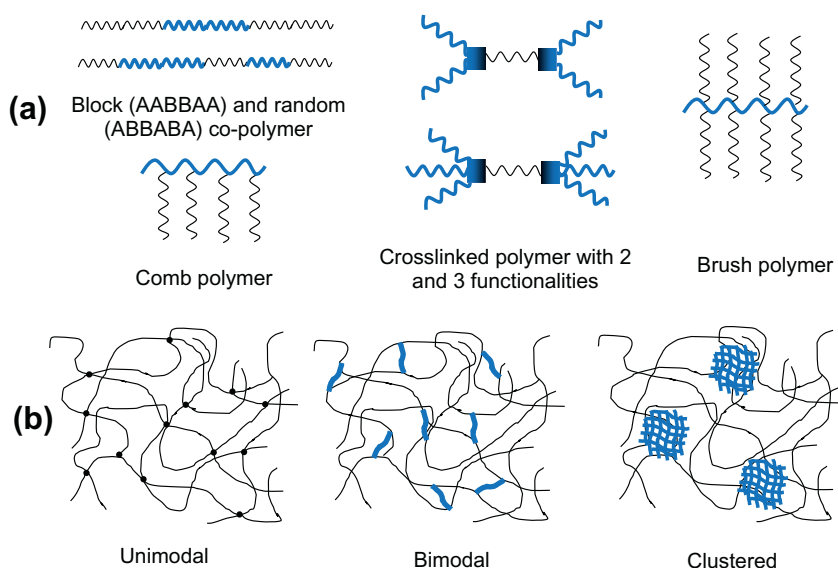 (a)
Block (AABBAA) and random
(ABBABA) co-polymer
Comb polymer
Crosslinked polymer with 2
and 3 functionalities
Brush polymer
(b)
Unimodal
Bimodal
Clustered